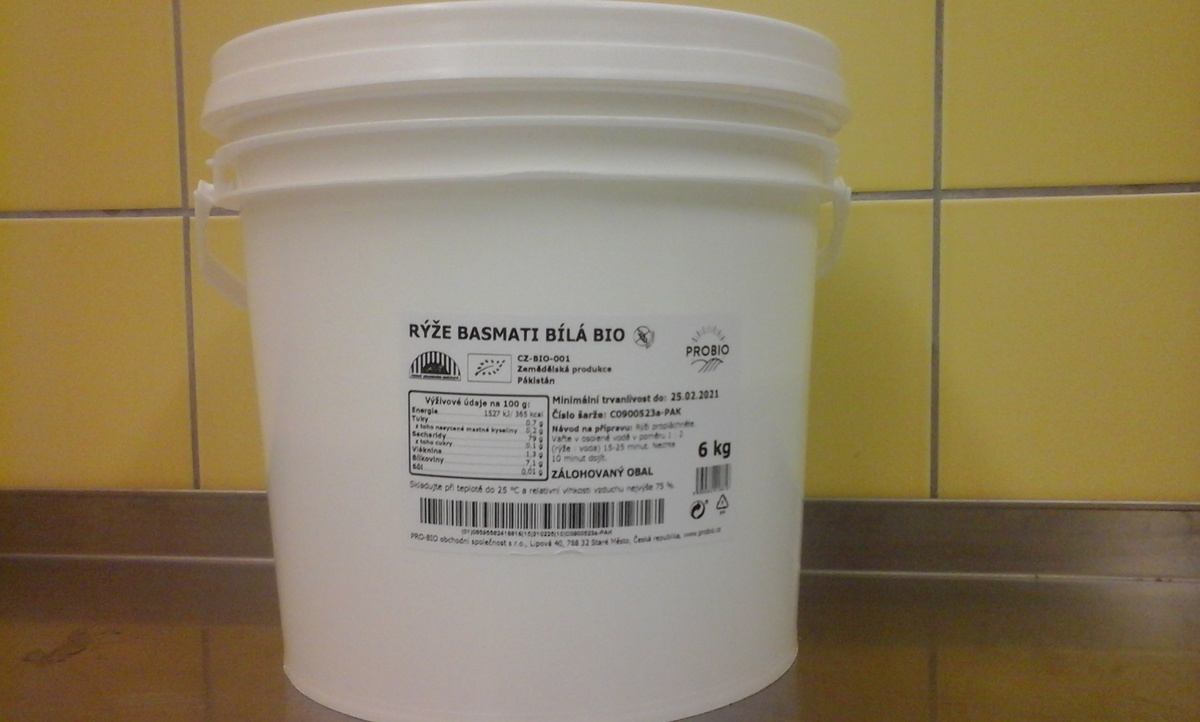 RÝŽE BASMATI BÍLÁ BIO
PROBIO
CZ-BIO-001
Zemědělská produkce
Pákistán
Výživové údaje na 100 g:
Energie 1527 kJ/ 365 kcal
Tuky 0,7 g
z toho nasycené mastné kyseliny 0,2 g
Sacharidy 79 g
z toho cukry 0,1 g
Vláknina 1,3 g
Bílkoviny 7,1 g
Sůl 0,01 g
Minimální trvanlivost do: 25.02.2021
Číslo šarže: C0900523a-PAK
Návod na přípravu: Rýži propláchněte.
Vařte v osolené vodě v poměru 1 : 2
(rýže : voda) 15-25 minut. Nechte
10 minut dojít.
6 kg
ZÁLOHOVANÝ OBAL
Skladujte při teplotě do 25 °C a relativní vlhkosti vzduchu nejvýše 75 %.
PRO-BIO obchodní společnost s r.o., Lipová 40, 788 32 Staré Město, Česká republika, www.probio.cz